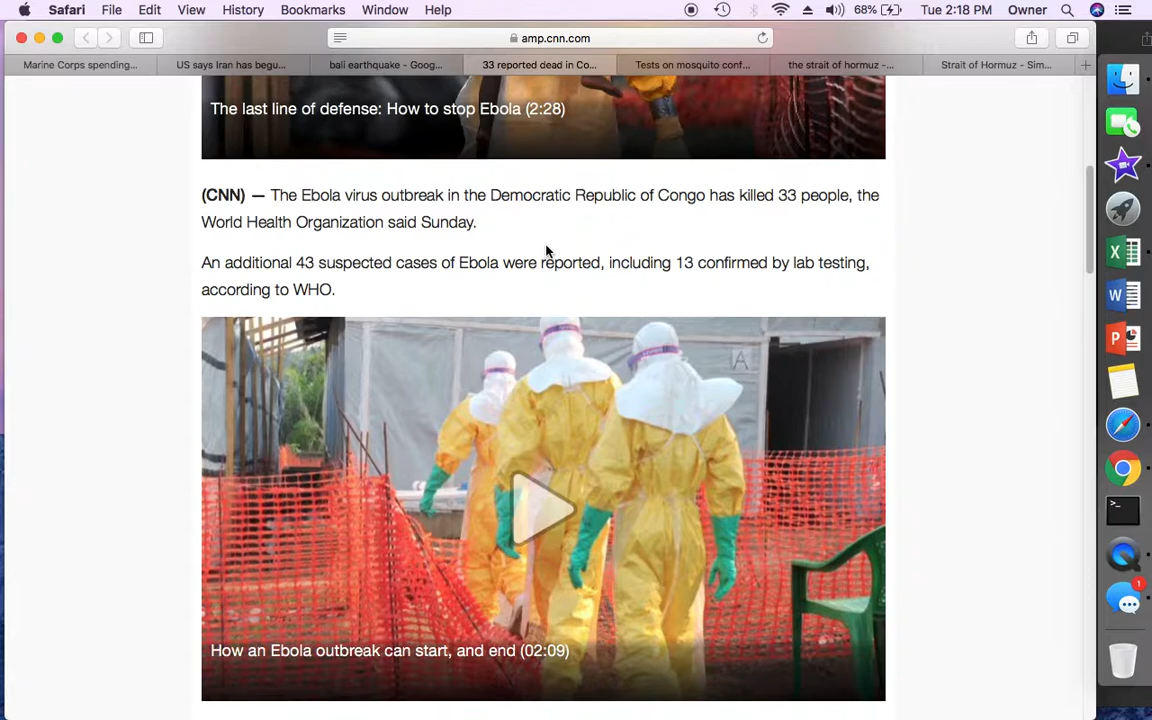 Safari File Edit View History Bookmarks Window Help 68% Tue 2:18 PM Owner
amp.cnn.com
Marine Corps spending... US says Iran has begu... bali earthquake - Goog... 33 reported dead in Co... Tests on mosquito conf... the strait of hormuz -... Strait of Hormuz - Sim...
The last line of defense: How to stop Ebola (2:28)
(CNN) — The Ebola virus outbreak in the Democratic Republic of Congo has killed 33 people, the
World Health Organization said Sunday.
An additional 43 suspected cases of Ebola were reported, including 13 confirmed by lab testing,
according to WHO.
A
How an Ebola outbreak can start, and end (02:09)
1